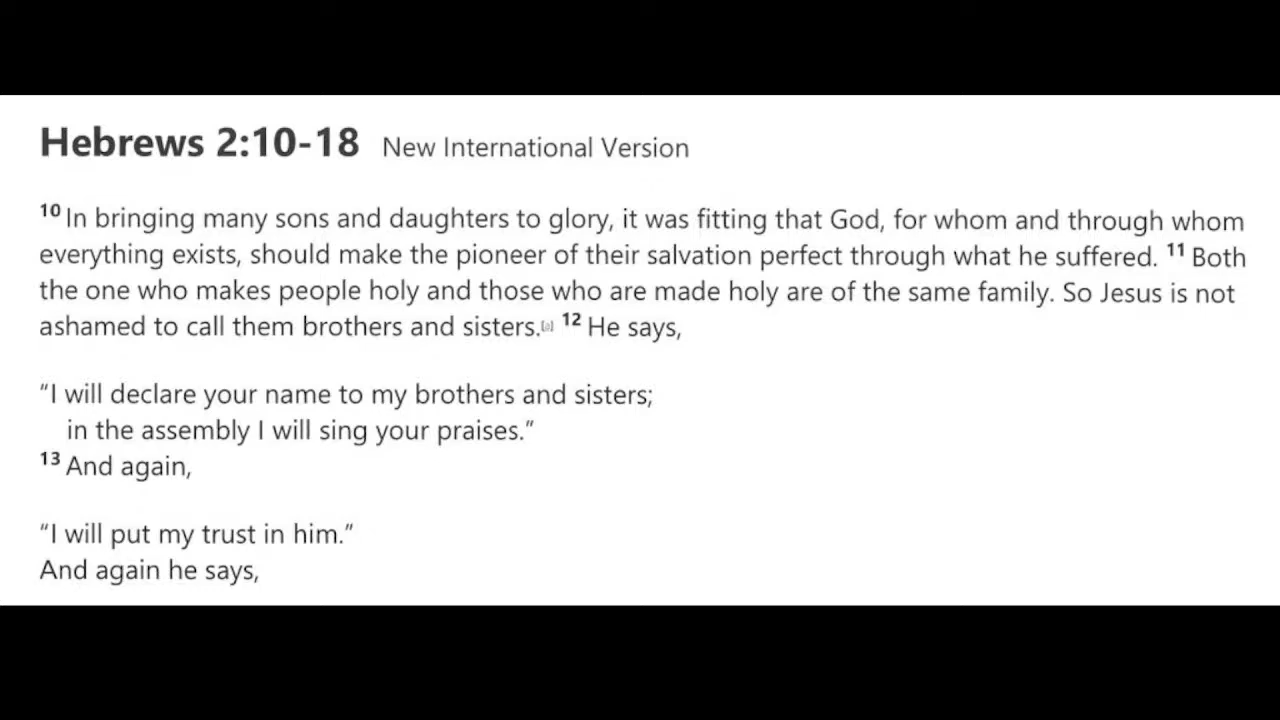 Hebrews 2:10-18 New International Version
10 In bringing many sons and daughters to glory, it was fitting that God, for whom and through whom
everything exists, should make the pioneer of their salvation perfect through what he suffered. 11 Both
the one who makes people holy and those who are made holy are of the same family. So Jesus is not
ashamed to call them brothers and sisters.[a] 12 He says,
“I will declare your name to my brothers and sisters;
in the assembly I will sing your praises.”
13 And again,
“I will put my trust in him.”
And again he says,